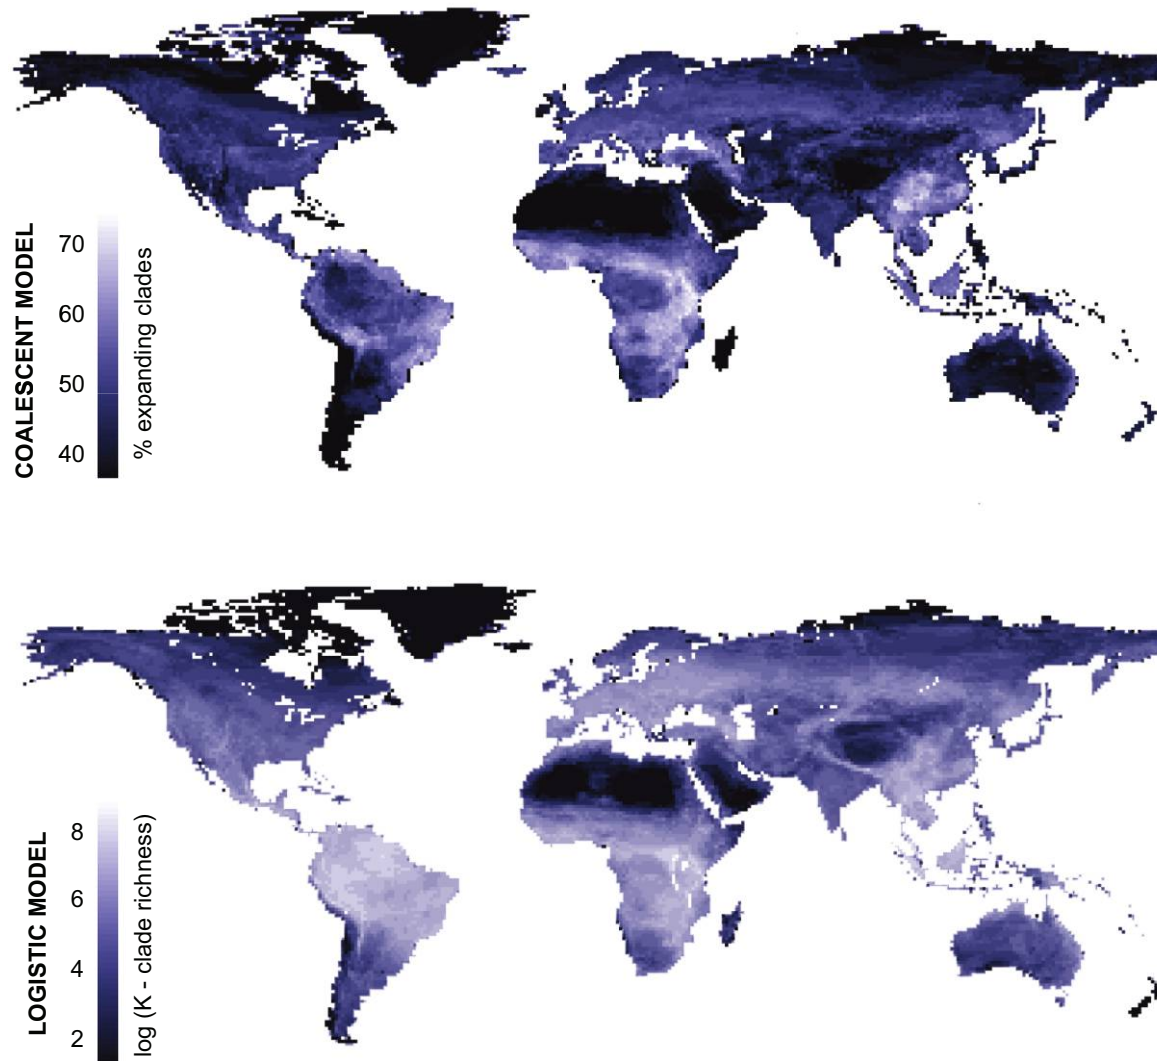 COALESCENT MODEL
% expanding clades
70
60
50
40
LOGISTIC MODEL
log (K - clade richness)
8
6
4
2